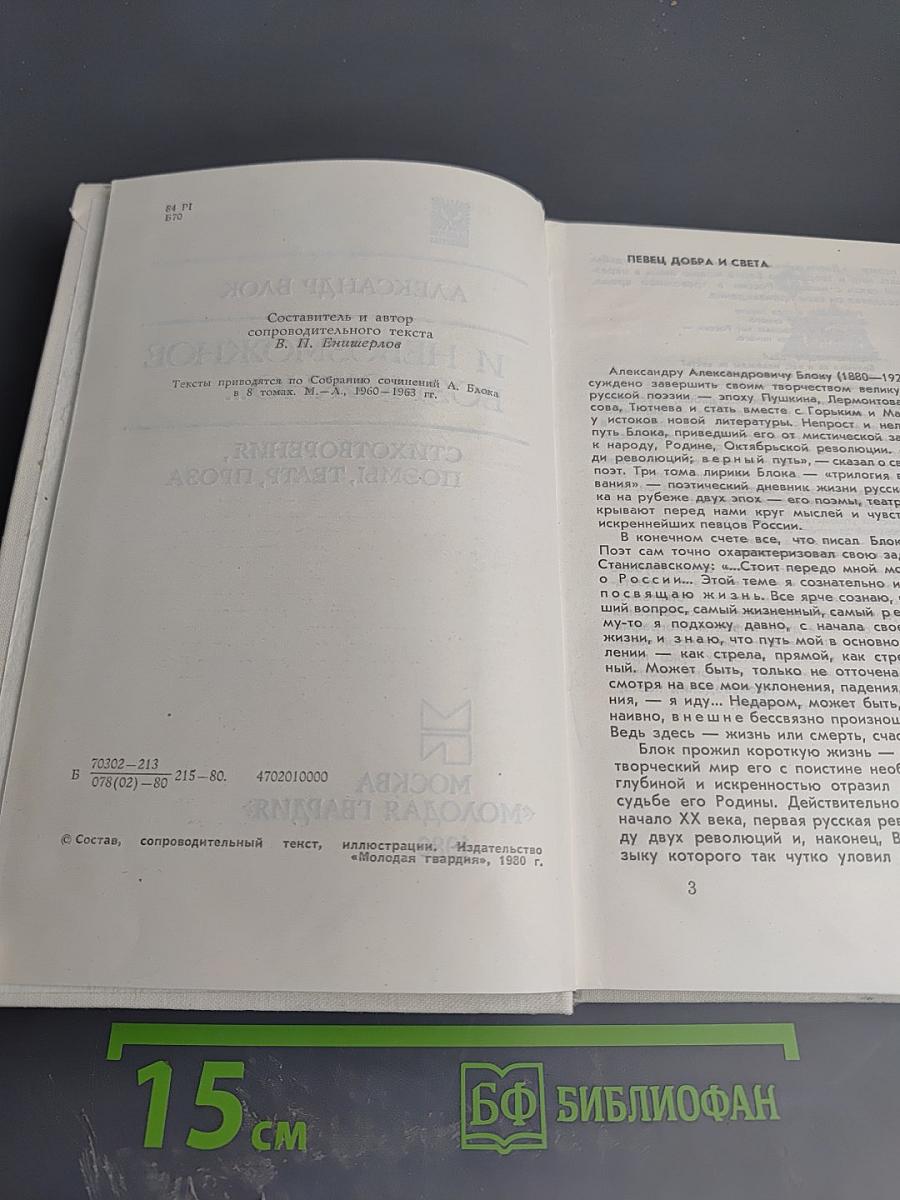 84 Р1
Б70
Составитель и автор
сопроводительного текста
В. П. Енишерлов
Тексты приводятся по Собранию сочинений А. Блока
в 8 томах. М.—Л., 1960—1963 гг.
Б 70302—213
078(02)—80 215—80. 4702010000
© Состав, сопроводительный текст, иллюстрации. Издательство
«Молодая гвардия», 1980 г.
ПЕВЕЦ ДОБРА И СВЕТА
Александру Александровичу Блоку (1880—192
суждено завершить своим творчеством велику
русской поэзии — эпоху Пушкина, Лермонтова
сова, Тютчева и стать вместе с Горьким и Ма
у истоков новой литературы. Непрост и нел
путь Блока, приведший его от мистической за
к народу, Родине, Октябрьской революции.
ди революций; верный путь», — сказал о св
поэт. Три тома лирики Блока — «трилогия в
вания» — поэтический дневник жизни русск
ка на рубеже двух эпох — его поэмы, театр
крывают перед нами круг мыслей и чувст
искреннейших певцов России.
В конечном счете все, что писал Блок
Поэт сам точно охарактеризовал свою зад
Станиславскому: «...Стоит передо мной мо
о России... Этой теме я сознательно и
посвящаю жизнь. Все ярче сознаю,
ший вопрос, самый жизненный, самый ре
му-то я подхожу давно, с начала свое
жизни, и знаю, что путь мой в основно
лении — как стрела, прямой, как стре
ный. Может быть, только не отточена
смотря на все мои уклонения, падения,
ния, — я иду... Недаром, может быть,
наивно, внешне бессвязно произнош
Ведь здесь — жизнь или смерть, счас
Блок прожил короткую жизнь —
творческий мир его с поистине необ
глубиной и искренностью отразил
судьбе его Родины. Действительно
начало XX века, первая русская рев
ду двух революций и, наконец, В
зыку которого так чутко уловил
3
15 см
БФ БИБЛИОФАН